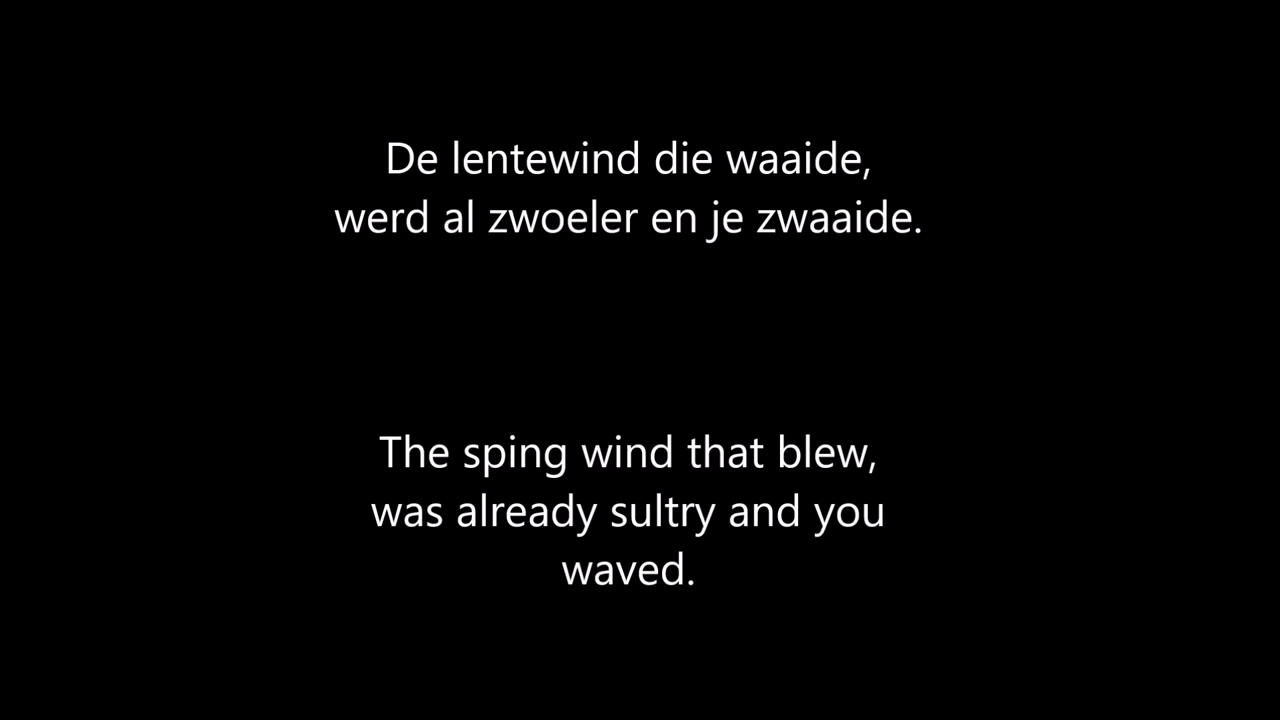 De lentewind die waaide,
werd al zwoeler en je zwaaide.
The sping wind that blew,
was already sultry and you
waved.